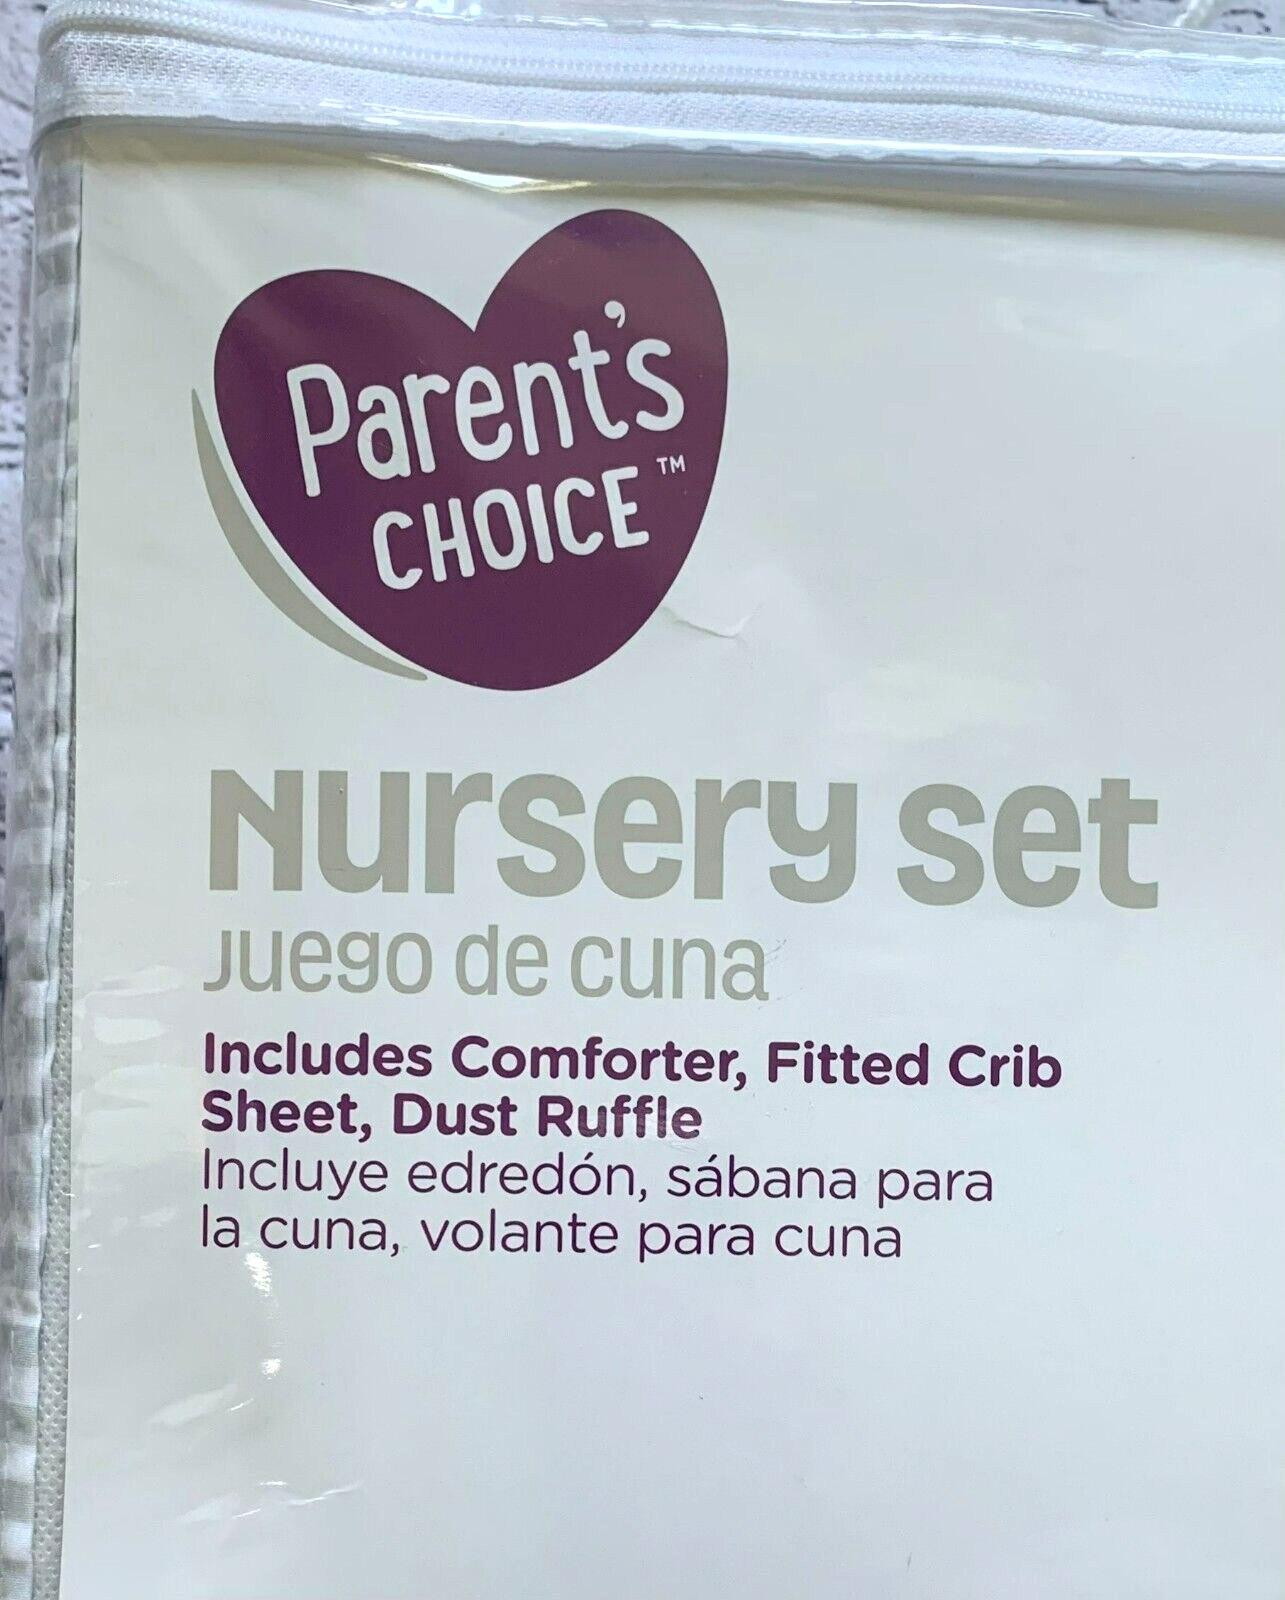 Parent's
CHOICE™
Nursery set
Juego de cuna
Includes Comforter, Fitted Crib
Sheet, Dust Ruffle
Incluye edredón, sábana para
la cuna, volante para cuna